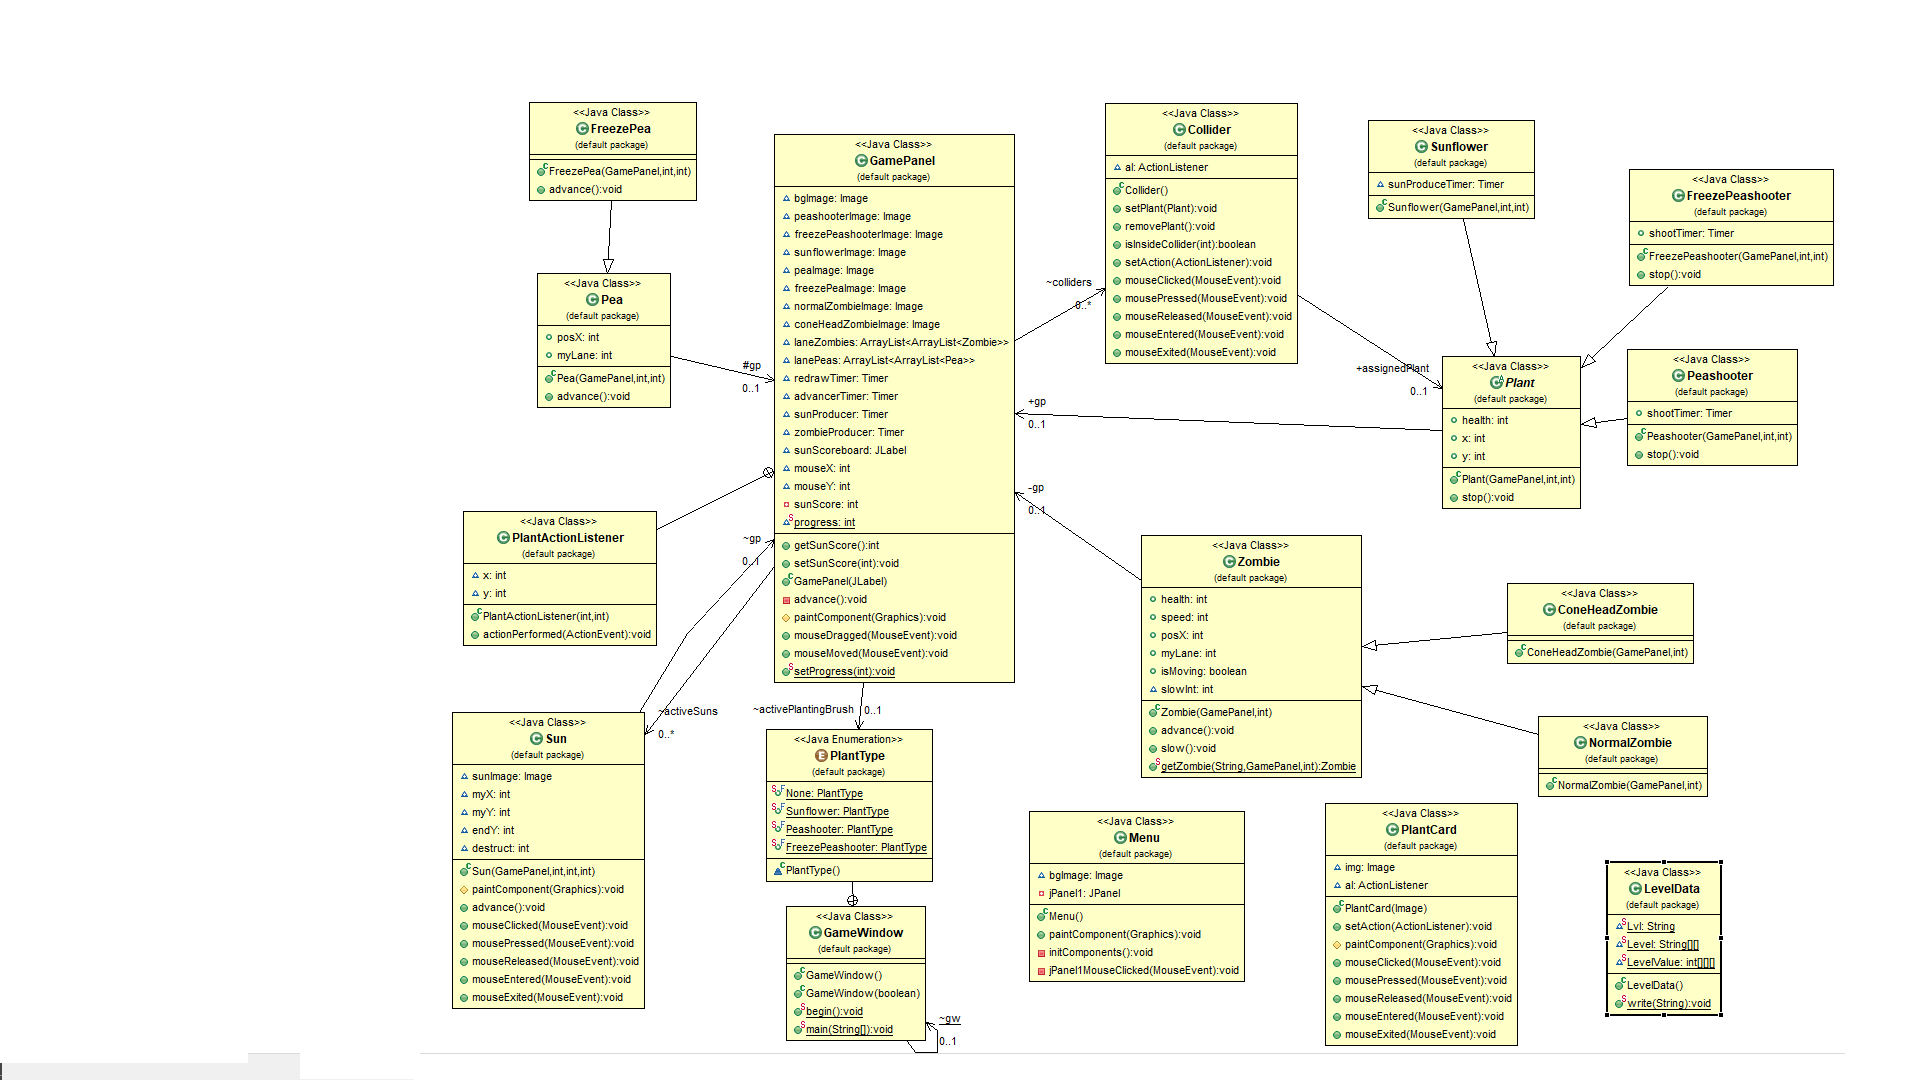 <<Java Class>>
FreezePea
(default package)
FreezePea(GamePanel,int,int)
advance():void
<<Java Class>>
Pea
(default package)
posX: int
myLane: int
Pea(GamePanel,int,int)
advance():void
#gp
0..1
<<Java Class>>
PlantActionListener
(default package)
x: int
y: int
PlantActionListener(int,int)
actionPerformed(ActionEvent):void
~gp
0..1
<<Java Class>>
Sun
(default package)
sunImage: Image
myX: int
myY: int
endY: int
destruct: int
Sun(GamePanel,int,int,int)
paintComponent(Graphics):void
advance():void
mouseClicked(MouseEvent):void
mousePressed(MouseEvent):void
mouseReleased(MouseEvent):void
mouseEntered(MouseEvent):void
mouseExited(MouseEvent):void
~activeSuns
0..*
<<Java Class>>
GamePanel
(default package)
bgImage: Image
peashooterImage: Image
freezePeashooterImage: Image
sunflowerImage: Image
peaImage: Image
freezePeaImage: Image
normalZombieImage: Image
coneHeadZombieImage: Image
laneZombies: ArrayList<ArrayList<Zombie>>
lanePeas: ArrayList<ArrayList<Pea>>
redrawTimer: Timer
advancerTimer: Timer
sunProducer: Timer
zombieProducer: Timer
sunScoreboard: JLabel
mouseX: int
mouseY: int
sunScore: int
progress: int
getSunScore():int
setSunScore(int):void
GamePanel(JLabel)
advance():void
paintComponent(Graphics):void
mouseDragged(MouseEvent):void
mouseMoved(MouseEvent):void
setProgress(int):void
~activePlantingBrush
0..1
<<Java Enumeration>>
PlantType
(default package)
None: PlantType
Sunflower: PlantType
Peashooter: PlantType
FreezePeashooter: PlantType
PlantType()
<<Java Class>>
GameWindow
(default package)
GameWindow()
GameWindow(boolean)
begin():void
main(String[]):void
~gw
0..1
<<Java Class>>
Collider
(default package)
al: ActionListener
Collider()
setPlant(Plant):void
removePlant():void
isInsideCollider(int):boolean
setAction(ActionListener):void
mouseClicked(MouseEvent):void
mousePressed(MouseEvent):void
mouseReleased(MouseEvent):void
mouseEntered(MouseEvent):void
mouseExited(MouseEvent):void
~colliders
0..*
+assignedPlant
0..1
+gp
0..1
-gp
0..1
<<Java Class>>
Sunflower
(default package)
sunProduceTimer: Timer
Sunflower(GamePanel,int,int)
<<Java Class>>
FreezePeashooter
(default package)
shootTimer: Timer
FreezePeashooter(GamePanel,int,int)
stop():void
<<Java Class>>
Plant
(default package)
health: int
x: int
y: int
Plant(GamePanel,int,int)
stop():void
<<Java Class>>
Peashooter
(default package)
shootTimer: Timer
Peashooter(GamePanel,int,int)
stop():void
<<Java Class>>
Zombie
(default package)
health: int
speed: int
posX: int
myLane: int
isMoving: boolean
slowInt: int
Zombie(GamePanel,int)
advance():void
slow():void
getZombie(String,GamePanel,int):Zombie
<<Java Class>>
ConeHeadZombie
(default package)
ConeHeadZombie(GamePanel,int)
<<Java Class>>
NormalZombie
(default package)
NormalZombie(GamePanel,int)
<<Java Class>>
Menu
(default package)
bgImage: Image
jPanel1: JPanel
Menu()
paintComponent(Graphics):void
initComponents():void
jPanel1MouseClicked(MouseEvent):void
<<Java Class>>
PlantCard
(default package)
img: Image
al: ActionListener
PlantCard(Image)
setAction(ActionListener):void
paintComponent(Graphics):void
mouseClicked(MouseEvent):void
mousePressed(MouseEvent):void
mouseReleased(MouseEvent):void
mouseEntered(MouseEvent):void
mouseExited(MouseEvent):void
<<Java Class>>
LevelData
(default package)
Lvl: String
Level: String[][]
LevelValue: int[][][]
LevelData()
write(String):void